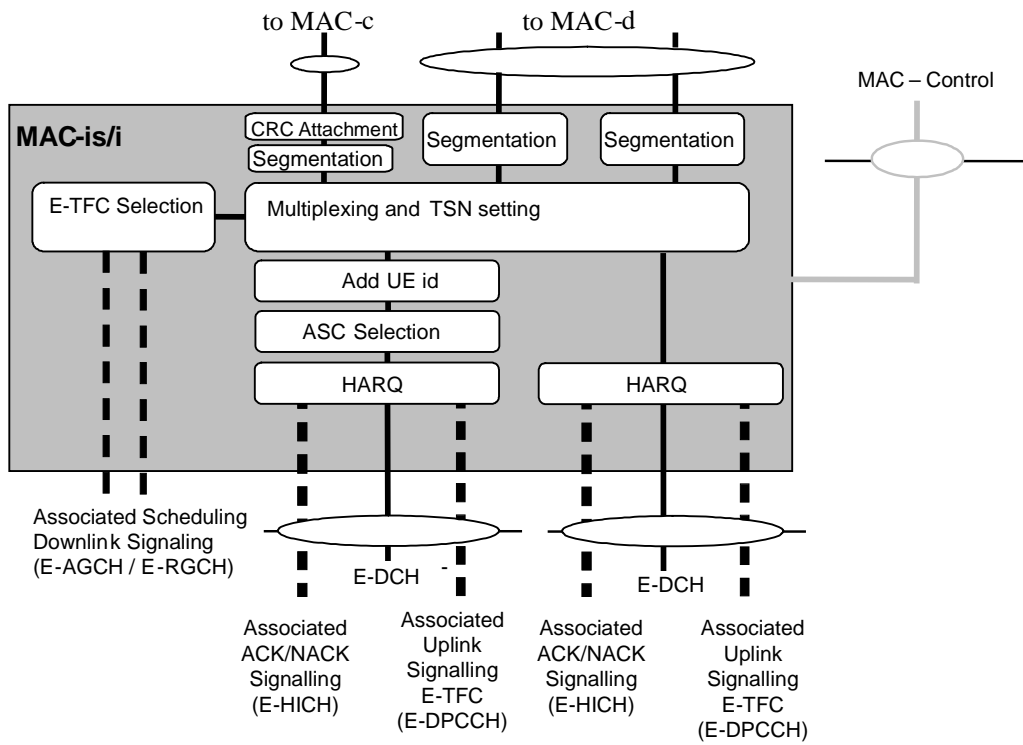 to MAC-c
to MAC-d
MAC – Control
MAC-is/i
CRC Attachment
Segmentation
Segmentation
Segmentation
E-TFC Selection
Multiplexing and TSN setting
Add UE id
ASC Selection
HARQ
HARQ
Associated Scheduling
Downlink Signaling
(E-AGCH / E-RGCH)
E-DCH
-
E-DCH
Associated
ACK/NACK
Signalling
(E-HICH)
Associated
Uplink
Signalling
E-TFC
(E-DPCCH)
Associated
ACK/NACK
Signalling
(E-HICH)
Associated
Uplink
Signalling
E-TFC
(E-DPCCH)